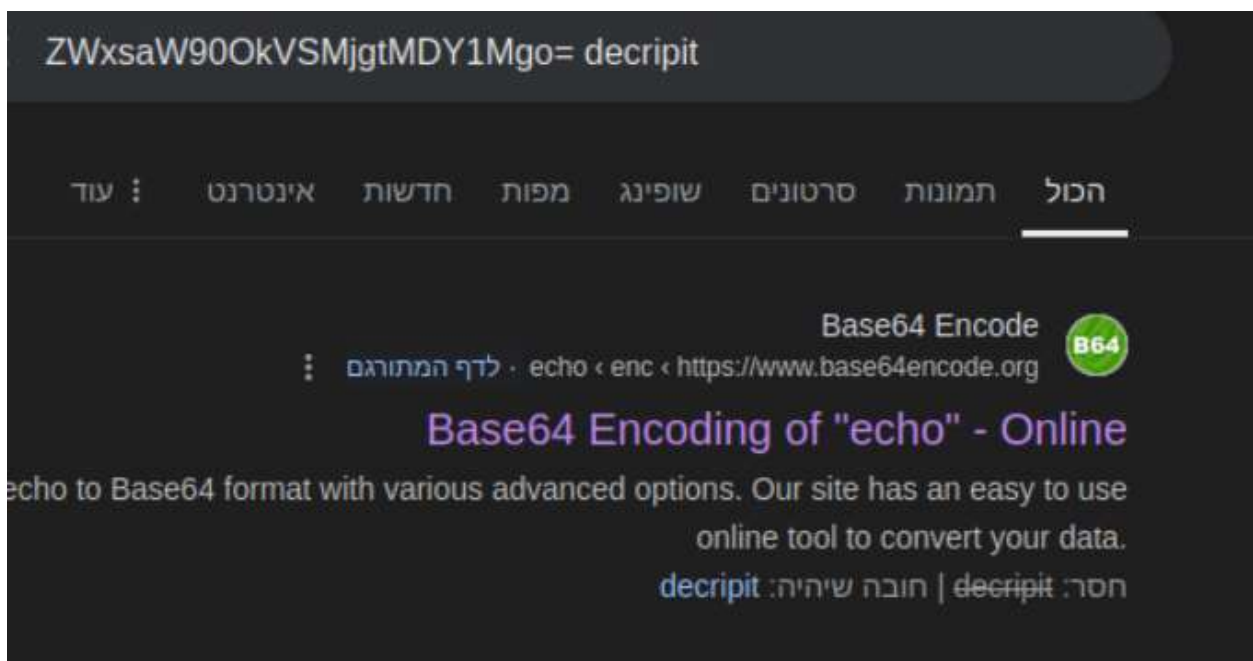 ZWxsaW90OkVSMjgtMDY1Mgo= decripit
הכול תמונות סרטונים שופינג מפות חדשות אינטרנט ⋮ עוד
Base64 Encode
https://www.base64encode.org › enc › echo · לדף המתורגם ⋮
Base64 Encoding of "echo" - Online
echo to Base64 format with various advanced options. Our site has an easy to use
online tool to convert your data.
חסר: decripit | חובה שיהיה: decripit
B64